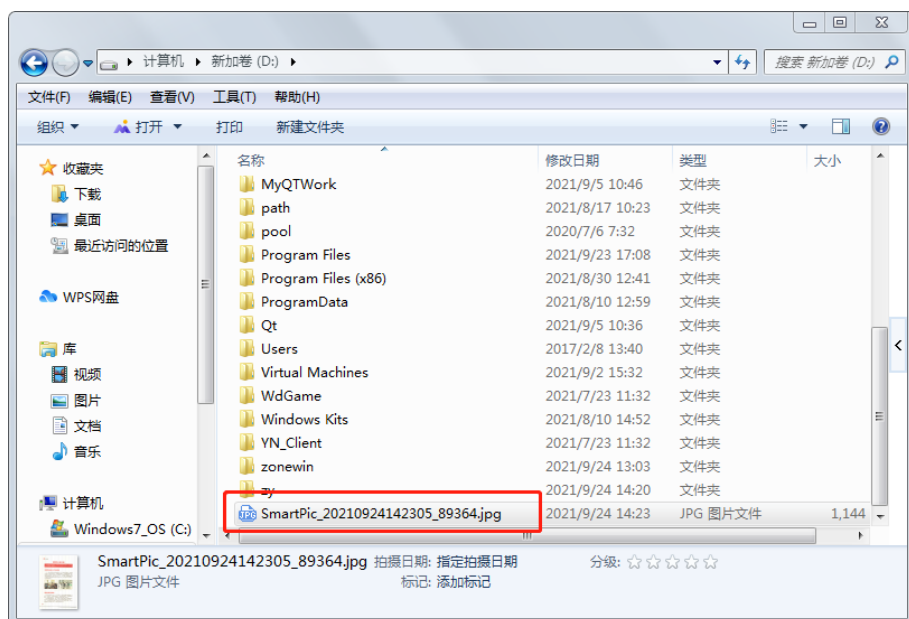 计算机 新加卷 (D:) 搜索 新加卷 (D:)
文件(F) 编辑(E) 查看(V) 工具(T) 帮助(H)
组织 打开 打印 新建文件夹
收藏夹
下载
桌面
最近访问的位置
WPS网盘
库
视频
图片
文档
音乐
计算机
Windows7_OS (C:)
名称 修改日期 类型 大小
MyQTWork 2021/9/5 10:46 文件夹
path 2021/8/17 10:23 文件夹
pool 2020/7/6 7:32 文件夹
Program Files 2021/9/23 17:08 文件夹
Program Files (x86) 2021/8/30 12:41 文件夹
ProgramData 2021/8/10 12:59 文件夹
Qt 2021/9/5 10:36 文件夹
Users 2017/2/8 13:40 文件夹
Virtual Machines 2021/9/2 15:32 文件夹
WdGame 2021/7/23 11:32 文件夹
Windows Kits 2021/8/10 14:52 文件夹
YN_Client 2021/7/23 11:32 文件夹
zonewin 2021/9/24 13:03 文件夹
zy 2021/9/24 14:20 文件夹
SmartPic_20210924142305_89364.jpg 2021/9/24 14:23 JPG 图片文件 1,144
SmartPic_20210924142305_89364.jpg 拍摄日期: 指定拍摄日期 分级:
JPG 图片文件 标记: 添加标记